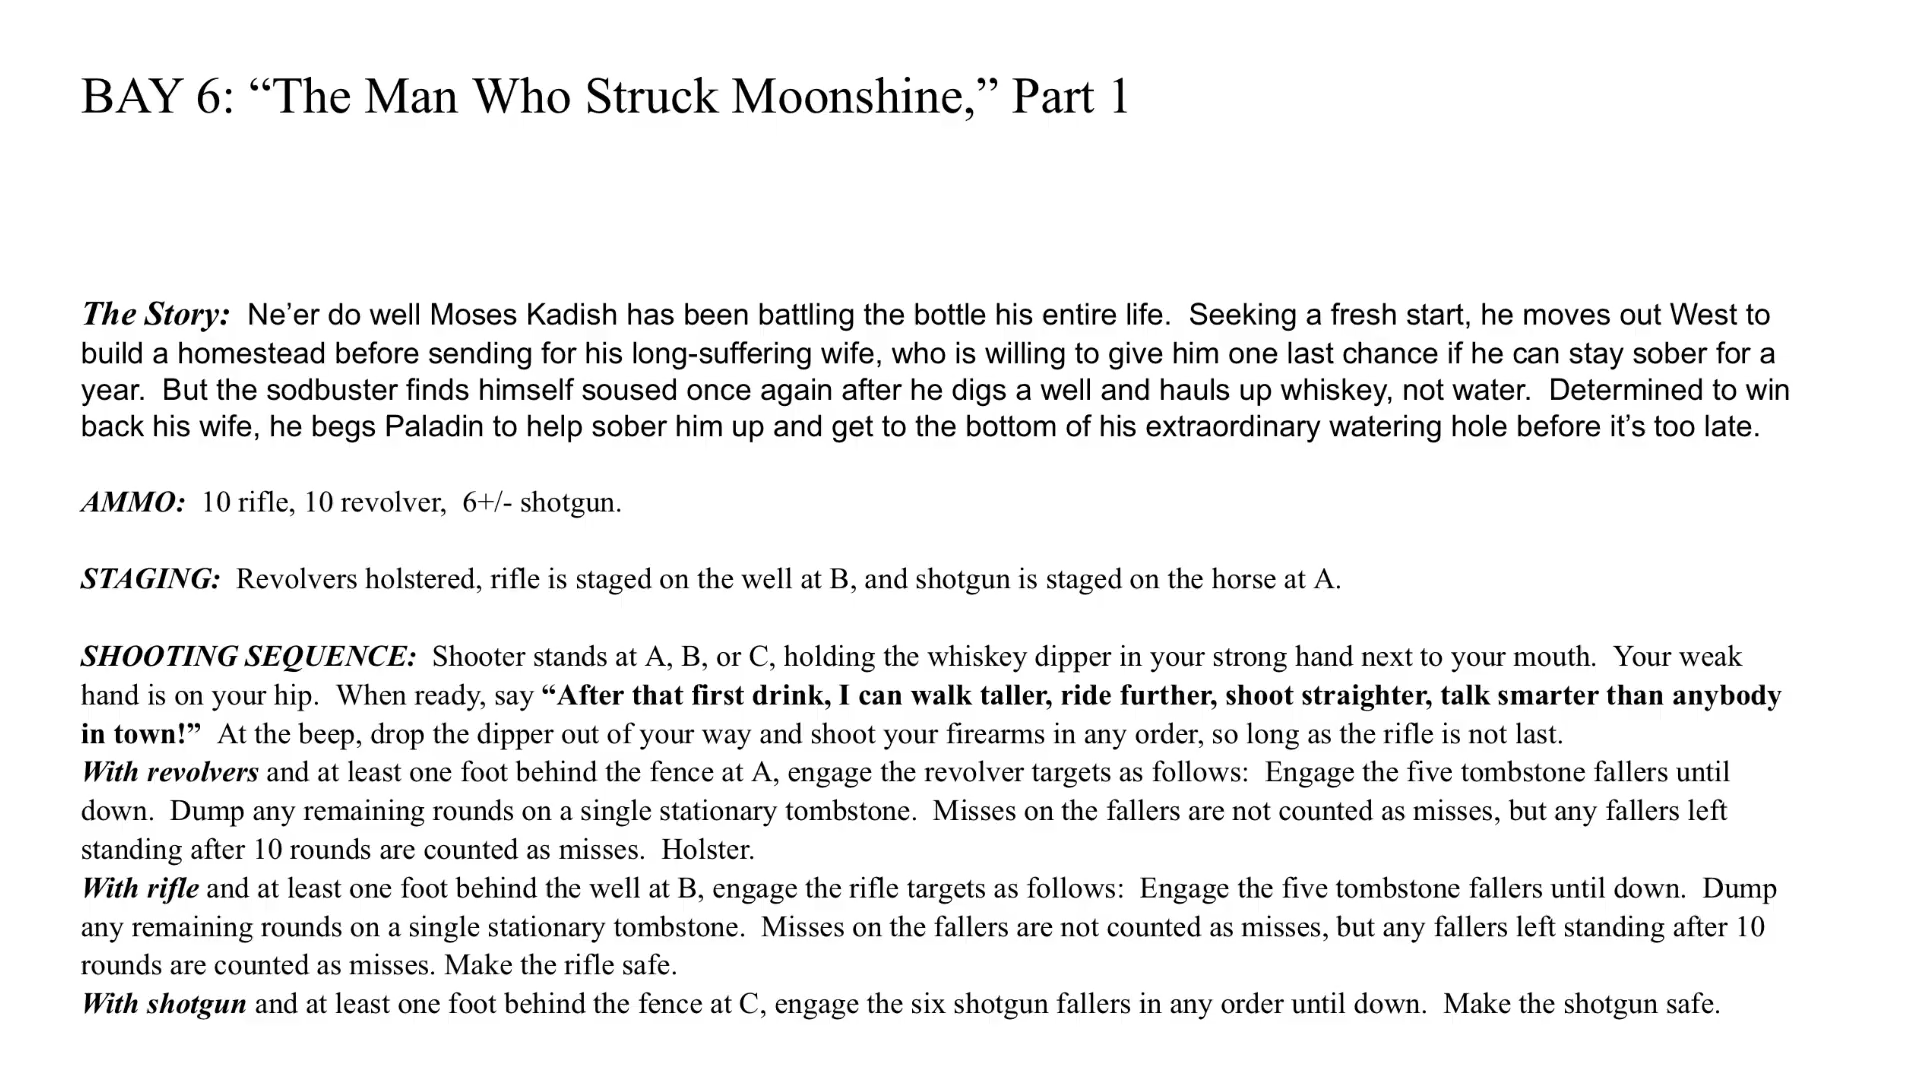 BAY 6: “The Man Who Struck Moonshine,” Part 1
The Story:  Ne’er do well Moses Kadish has been battling the bottle his entire life.  Seeking a fresh start, he moves out West to
build a homestead before sending for his long-suffering wife, who is willing to give him one last chance if he can stay sober for a
year.  But the sodbuster finds himself soused once again after he digs a well and hauls up whiskey, not water.  Determined to win
back his wife, he begs Paladin to help sober him up and get to the bottom of his extraordinary watering hole before it’s too late.
AMMO:  10 rifle, 10 revolver,  6+/- shotgun.
STAGING:  Revolvers holstered, rifle is staged on the well at B, and shotgun is staged on the horse at A.
SHOOTING SEQUENCE:  Shooter stands at A, B, or C, holding the whiskey dipper in your strong hand next to your mouth.  Your weak
hand is on your hip.  When ready, say “After that first drink, I can walk taller, ride further, shoot straighter, talk smarter than anybody
in town!”  At the beep, drop the dipper out of your way and shoot your firearms in any order, so long as the rifle is not last.
With revolvers and at least one foot behind the fence at A, engage the revolver targets as follows:  Engage the five tombstone fallers until
down.  Dump any remaining rounds on a single stationary tombstone.  Misses on the fallers are not counted as misses, but any fallers left
standing after 10 rounds are counted as misses.  Holster.
With rifle and at least one foot behind the well at B, engage the rifle targets as follows:  Engage the five tombstone fallers until down.  Dump
any remaining rounds on a single stationary tombstone.  Misses on the fallers are not counted as misses, but any fallers left standing after 10
rounds are counted as misses. Make the rifle safe.
With shotgun and at least one foot behind the fence at C, engage the six shotgun fallers in any order until down.  Make the shotgun safe.